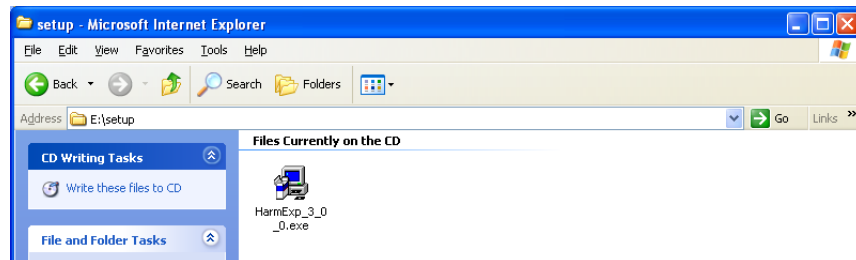 setup - Microsoft Internet Explorer
File Edit View Favorites Tools Help
Back Search Folders
Address E:\setup Go Links »
Files Currently on the CD
CD Writing Tasks
Write these files to CD
HarmExp_3_0
_0.exe
File and Folder Tasks